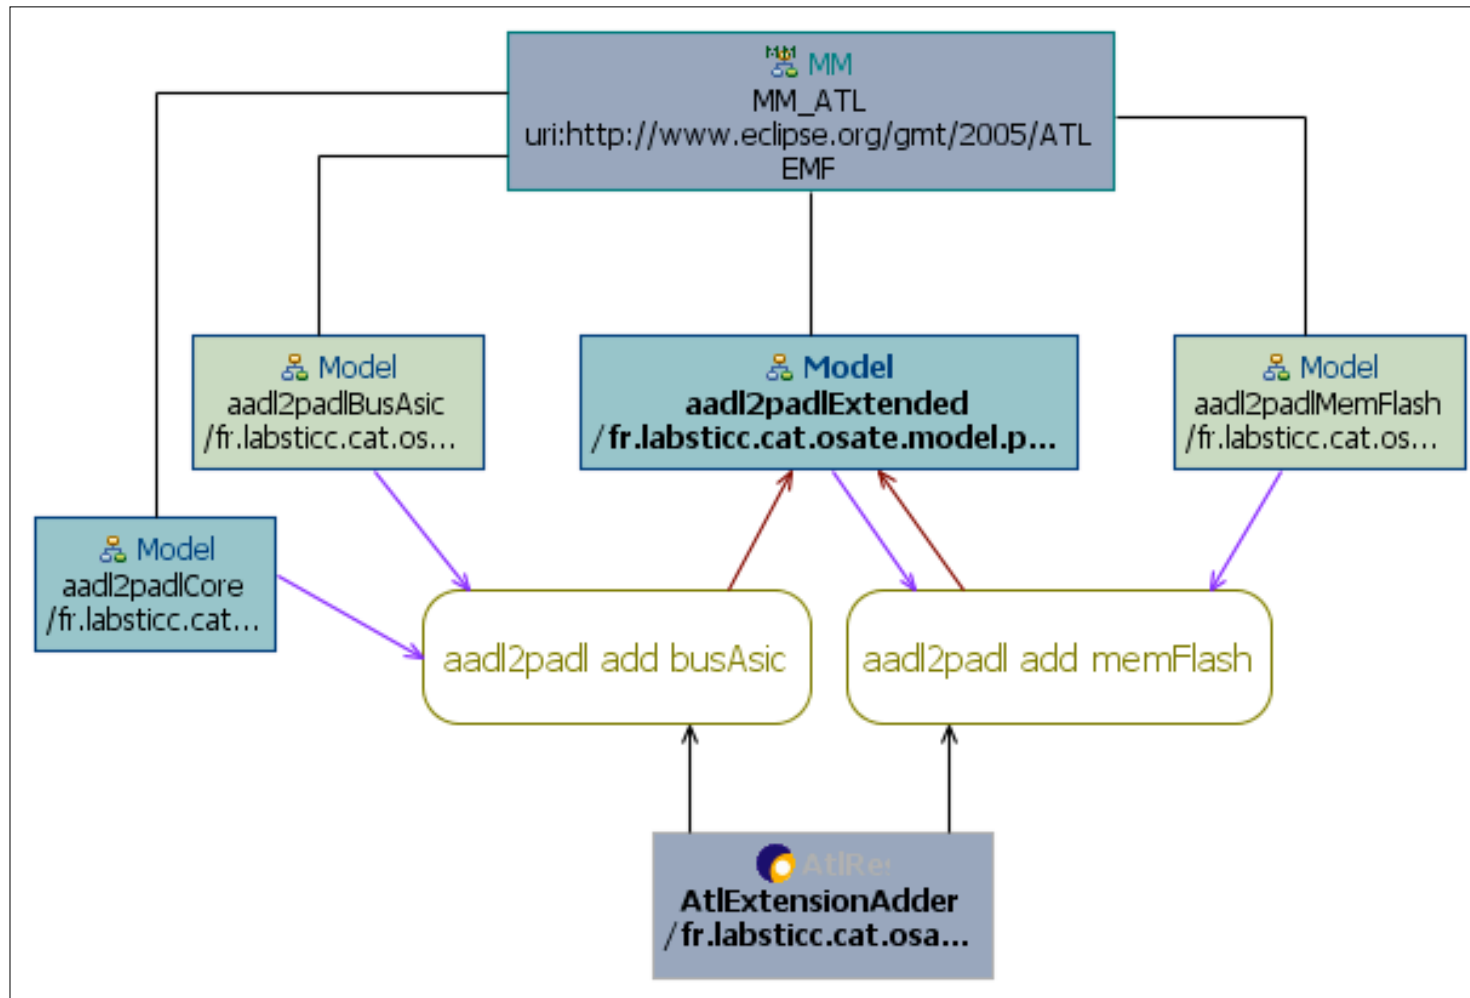 MM
MM_ATL
uri:http://www.eclipse.org/gmt/2005/ATL
EMF
Model
aadl2padlBusAsic
/fr.labsticc.cat.os...
Model
aadl2padlExtended
/fr.labsticc.cat.osate.model.p...
Model
aadl2padlMemFlash
/fr.labsticc.cat.os...
Model
aadl2padlCore
/fr.labsticc.cat...
aadl2padl add busAsic
aadl2padl add memFlash
AtlRe
AtlExtensionAdder
/fr.labsticc.cat.osa...